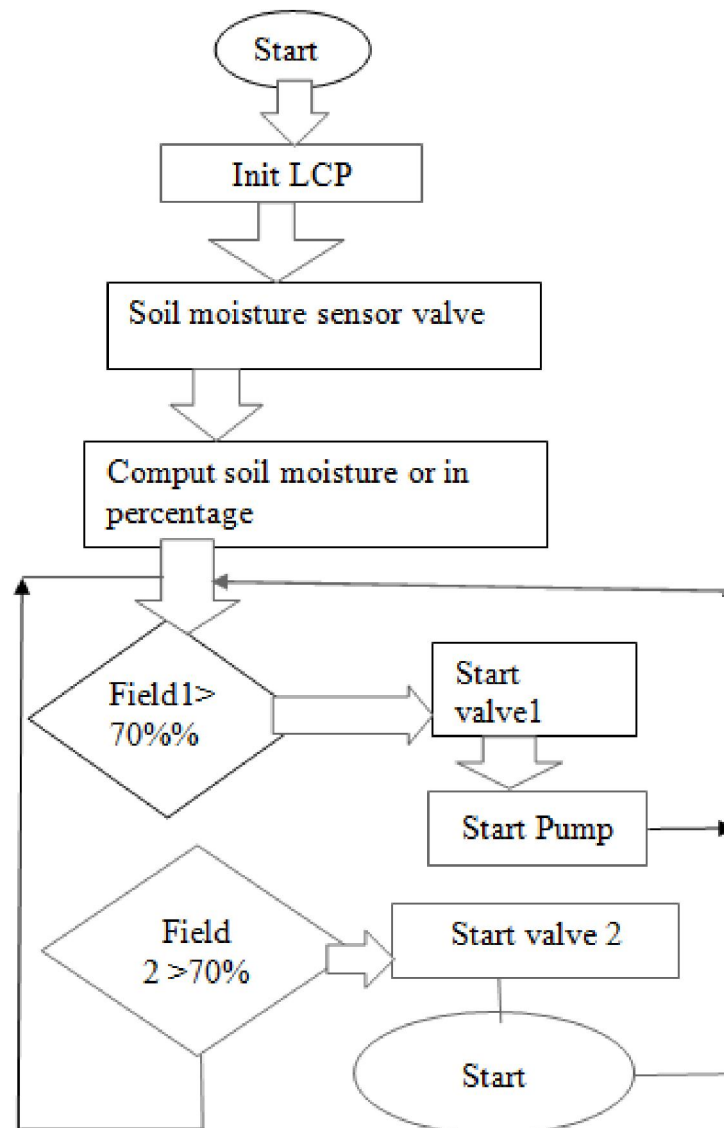 Start
Init LCP
Soil moisture sensor valve
Comput soil moisture or in
percentage
Field1>
70%%
Start
valve1
Start Pump
Field
2 >70%
Start valve 2
Start